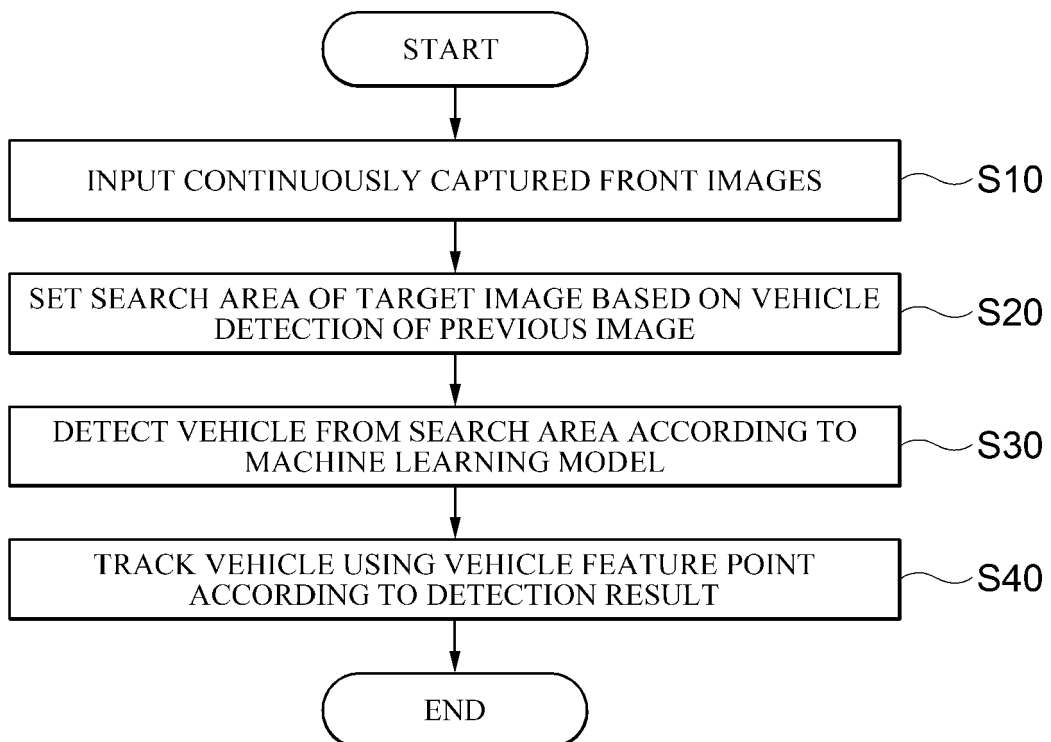 START
INPUT CONTINUOUSLY CAPTURED FRONT IMAGES
S10
SET SEARCH AREA OF TARGET IMAGE BASED ON VEHICLE
DETECTION OF PREVIOUS IMAGE
S20
DETECT VEHICLE FROM SEARCH AREA ACCORDING TO
MACHINE LEARNING MODEL
S30
TRACK VEHICLE USING VEHICLE FEATURE POINT
ACCORDING TO DETECTION RESULT
S40
END